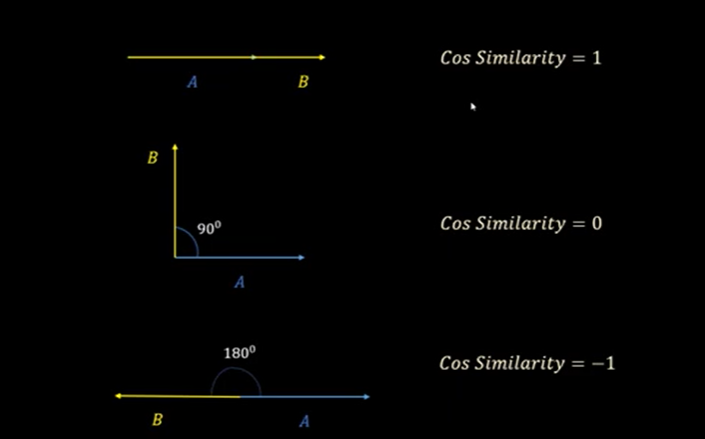 Cos Similarity = 1
A B
B
90⁰
Cos Similarity = 0
A
180⁰
Cos Similarity = −1
B A